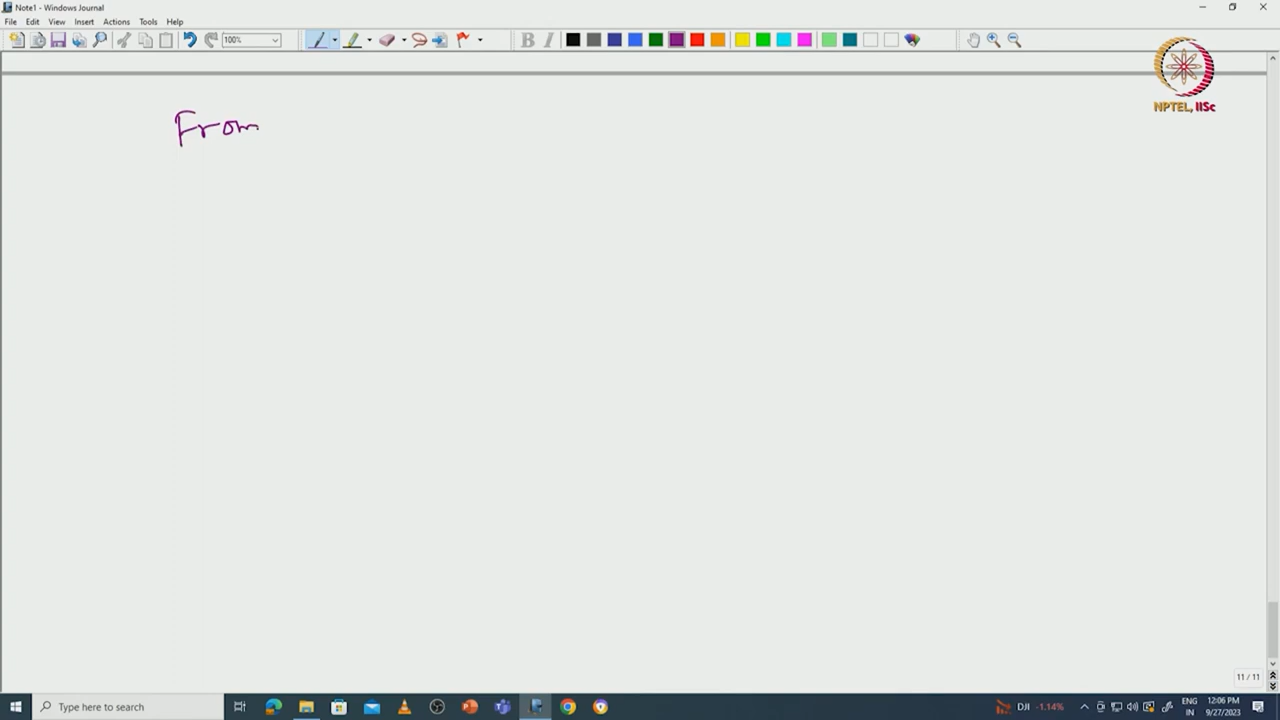 Note1 - Windows Journal
File Edit View Insert Actions Tools Help
100%
B I
NPTEL, IISc
From
11 / 11
Type here to search
DJI -1.14%
ENG
IN
12:06 PM
9/27/2023